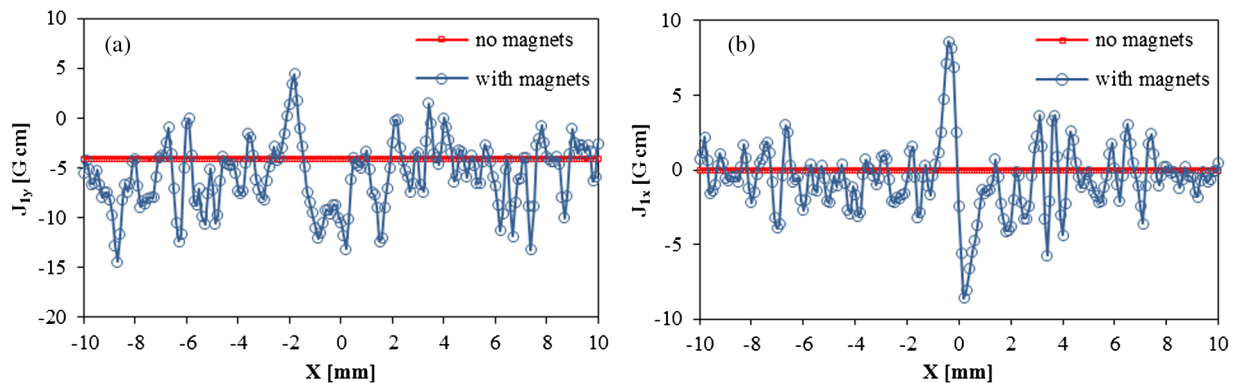 (a)
no magnets
with magnets
J1y [G cm]
10
5
0
-5
-10
-15
-20
-10 -8 -6 -4 -2 0 2 4 6 8 10
X [mm]
(b)
no magnets
with magnets
J1x [G cm]
10
5
0
-5
-10
-10 -8 -6 -4 -2 0 2 4 6 8 10
X [mm]